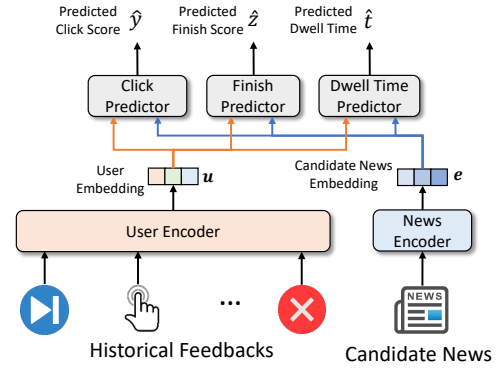 Predicted
Click Score ŷ
Predicted
Finish Score ẑ
Predicted
Dwell Time t̂
Click
Predictor
Finish
Predictor
Dwell Time
Predictor
User
Embedding
u
Candidate News
Embedding
e
User Encoder
News
Encoder
...
NEWS
Historical Feedbacks
Candidate News